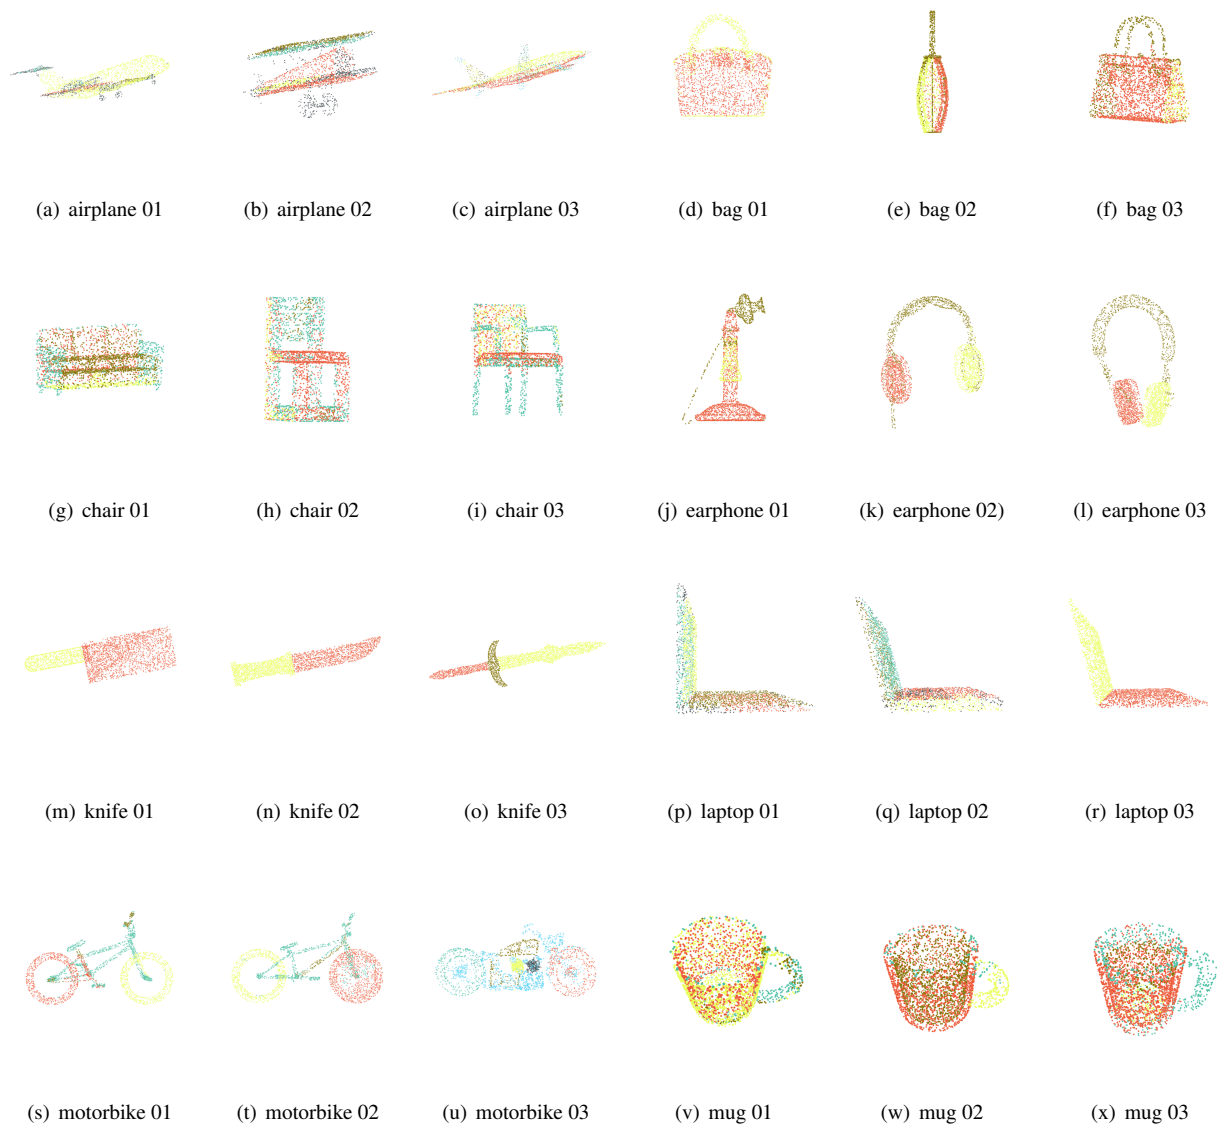 (a) airplane 01 (b) airplane 02 (c) airplane 03 (d) bag 01 (e) bag 02 (f) bag 03
(g) chair 01 (h) chair 02 (i) chair 03 (j) earphone 01 (k) earphone 02) (l) earphone 03
(m) knife 01 (n) knife 02 (o) knife 03 (p) laptop 01 (q) laptop 02 (r) laptop 03
(s) motorbike 01 (t) motorbike 02 (u) motorbike 03 (v) mug 01 (w) mug 02 (x) mug 03